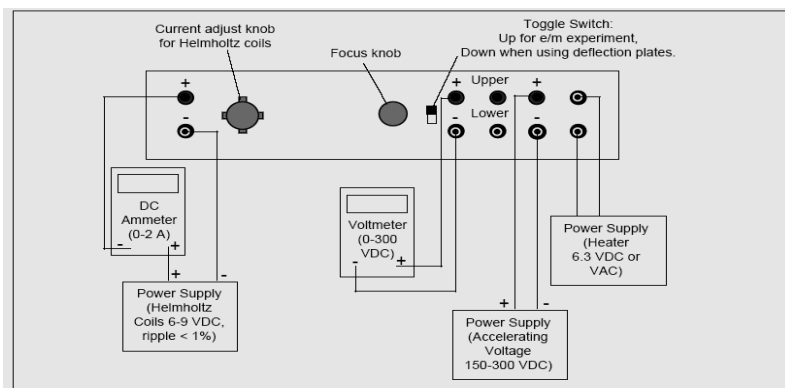 Current adjust knob
for Helmholtz coils
Focus knob
Toggle Switch:
Up for e/m experiment,
Down when using deflection plates.
+
-
+
Upper
+
-
Lower
-
DC
Ammeter
(0-2 A)
-
+
Voltmeter
(0-300
VDC)
-
+
Power Supply
(Heater
6.3 VDC or
VAC)
+
-
Power Supply
(Helmholtz
Coils 6-9 VDC,
ripple < 1%)
+
-
Power Supply
(Accelerating
Voltage
150-300 VDC)